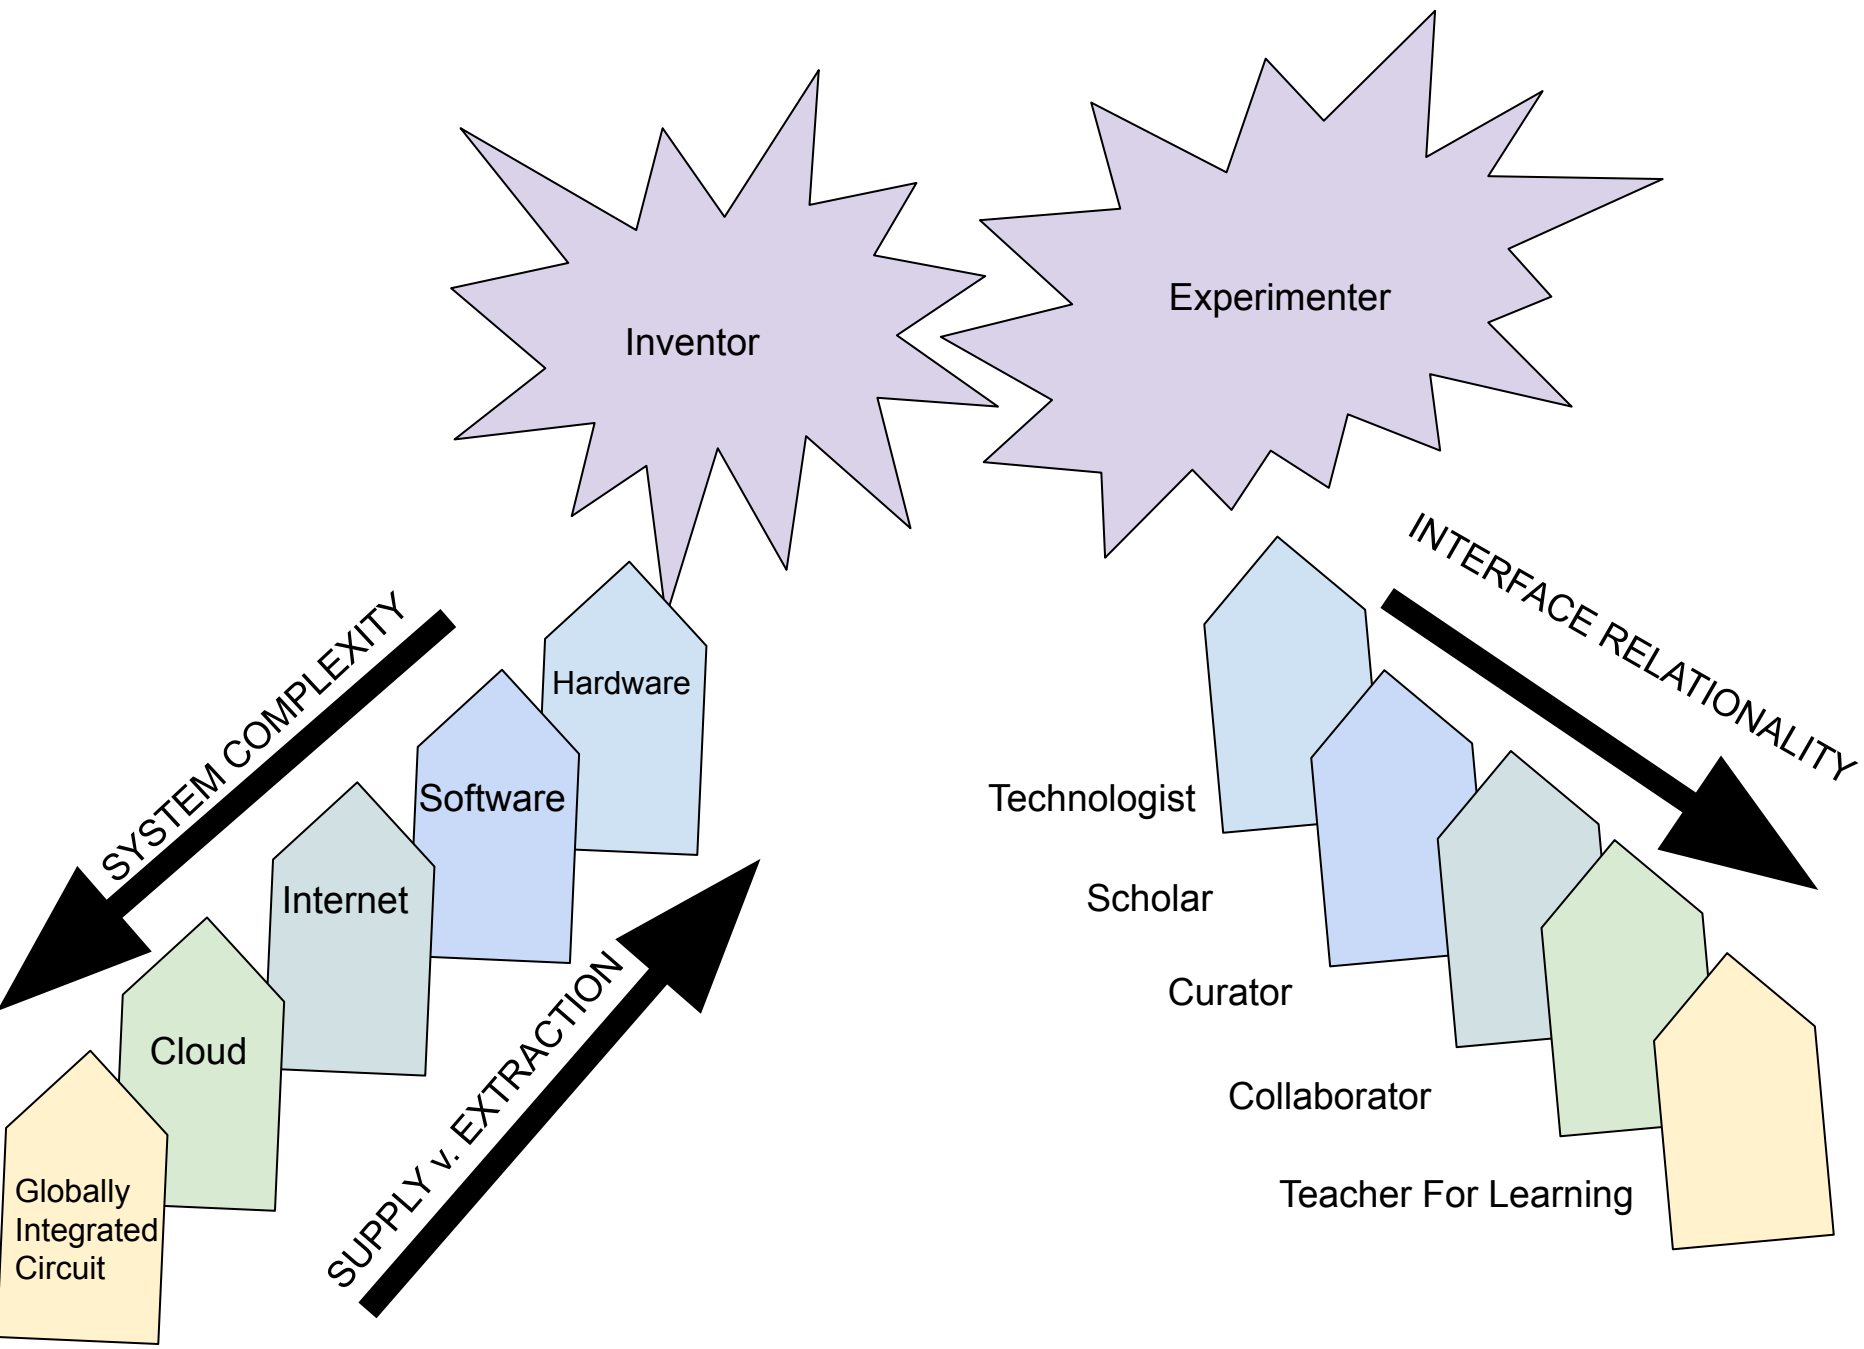 Experimenter
Inventor
INTERFACE RELATIONALITY
SYSTEM COMPLEXITY
Hardware
Software
Internet
Cloud
Globally
Integrated
Circuit
SUPPLY v. EXTRACTION
Technologist
Scholar
Curator
Collaborator
Teacher For Learning